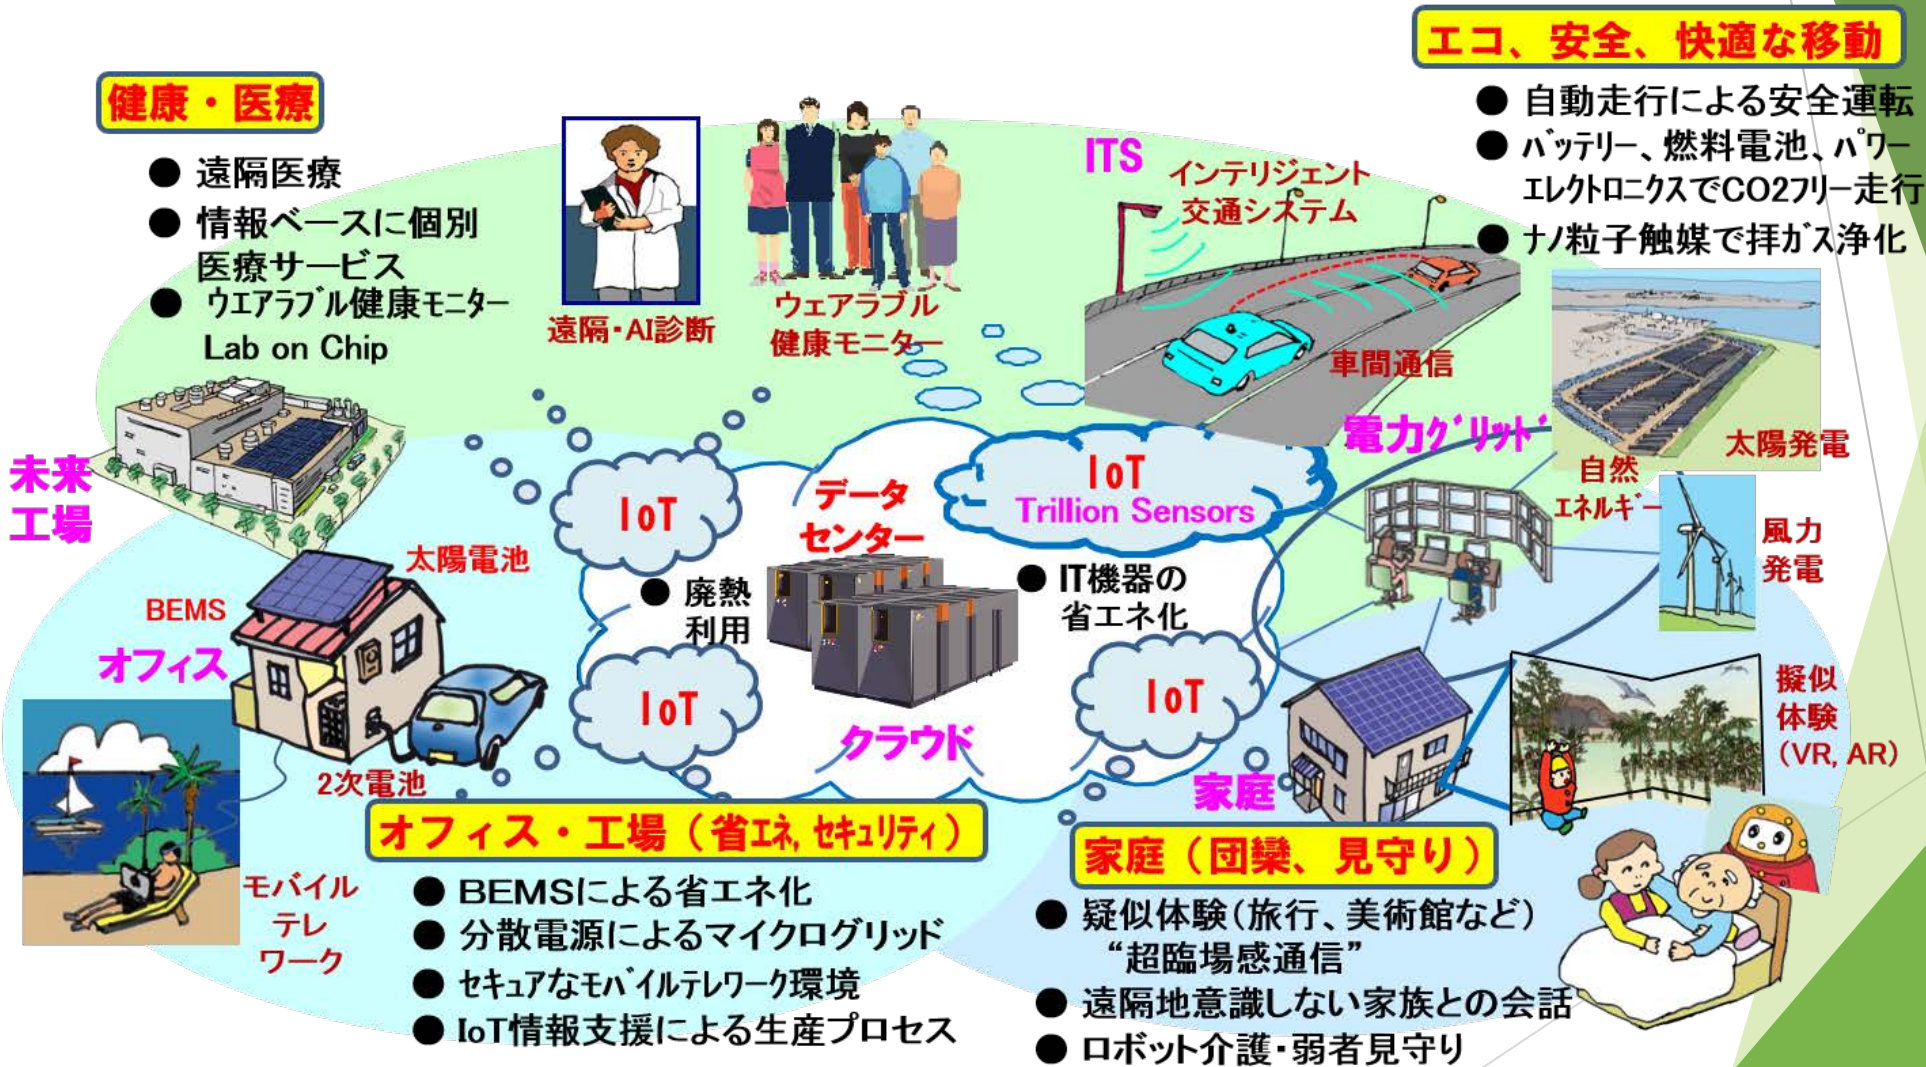 エコ、安全、快適な移動
● 自動走行による安全運転
● バッテリー、燃料電池、パワー
エレクトロニクスでCO2フリー走行
● ナノ粒子触媒で拝ガス浄化
健康・医療
● 遠隔医療
● 情報ベースに個別
医療サービス
● ウエアラブル健康モニター
Lab on Chip
遠隔・AI診断
ウェアラブル
健康モニター
ITS
インテリジェント
交通システム
車間通信
電力グリッド
太陽発電
自然
エネルギー
風力
発電
未来
工場
太陽電池
BEMS
オフィス
2次電池
モバイル
テレ
ワーク
IoT
データ
センター
IoT
Trillion Sensors
● 廃熱
利用
● IT機器の
省エネ化
IoT
IoT
クラウド
家庭
擬似
体験
(VR, AR)
オフィス・工場(省エネ,セキュリティ)
● BEMSによる省エネ化
● 分散電源によるマイクログリッド
● セキュアなモバイルテレワーク環境
● IoT情報支援による生産プロセス
家庭(団欒、見守り)
● 疑似体験(旅行、美術館など)
“超臨場感通信”
● 遠隔地意識しない家族との会話
● ロボット介護・弱者見守り